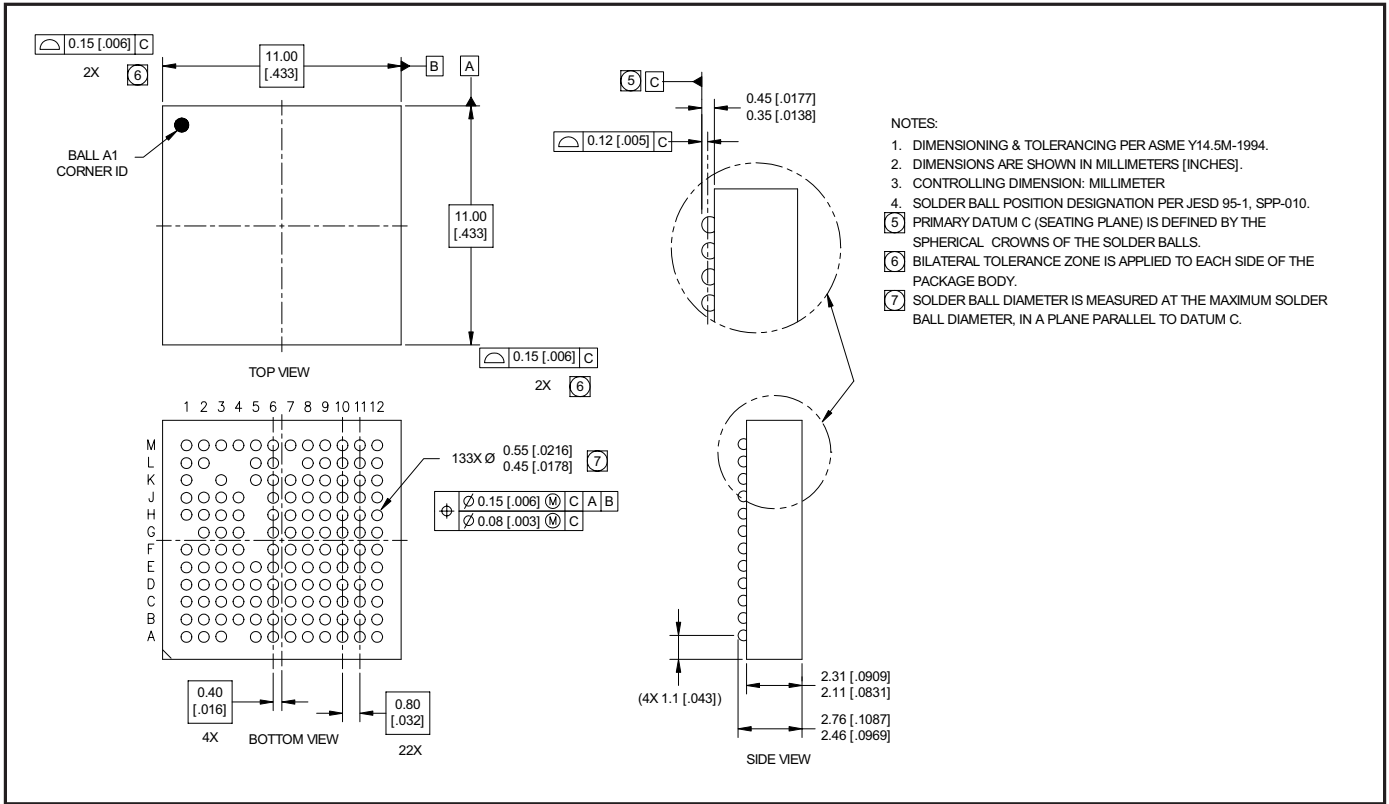 0.15 [.006] C
2X 6
11.00
[.433]
B
A
BALL A1
CORNER ID
11.00
[.433]
0.15 [.006] C
2X 6
TOP VIEW
5 C
0.45 [.0177]
0.35 [.0138]
0.12 [.005] C
NOTES:
1. DIMENSIONING & TOLERANCING PER ASME Y14.5M-1994.
2. DIMENSIONS ARE SHOWN IN MILLIMETERS [INCHES].
3. CONTROLLING DIMENSION: MILLIMETER
4. SOLDER BALL POSITION DESIGNATION PER JESD 95-1, SPP-010.
5 PRIMARY DATUM C (SEATING PLANE) IS DEFINED BY THE
SPHERICAL CROWNS OF THE SOLDER BALLS.
6 BILATERAL TOLERANCE ZONE IS APPLIED TO EACH SIDE OF THE
PACKAGE BODY.
7 SOLDER BALL DIAMETER IS MEASURED AT THE MAXIMUM SOLDER
BALL DIAMETER, IN A PLANE PARALLEL TO DATUM C.
1 2 3 4 5 6 7 8 9 10 11 12
M
L
K
J
H
G
F
E
D
C
B
A
133X Ø 0.55 [.0216] 7
0.45 [.0178]
Ø 0.15 [.006] Ⓜ C A B
Ø 0.08 [.003] Ⓜ C
0.40
[.016]
4X
BOTTOM VIEW
0.80
[.032]
22X
(4X 1.1 [.043])
2.31 [.0909]
2.11 [.0831]
2.76 [.1087]
2.46 [.0969]
SIDE VIEW